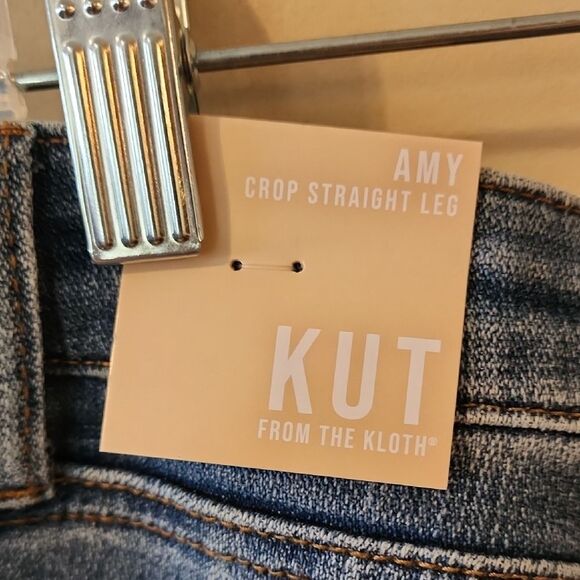 AMY
CROP STRAIGHT LEG
KUT
FROM THE KLOTH®